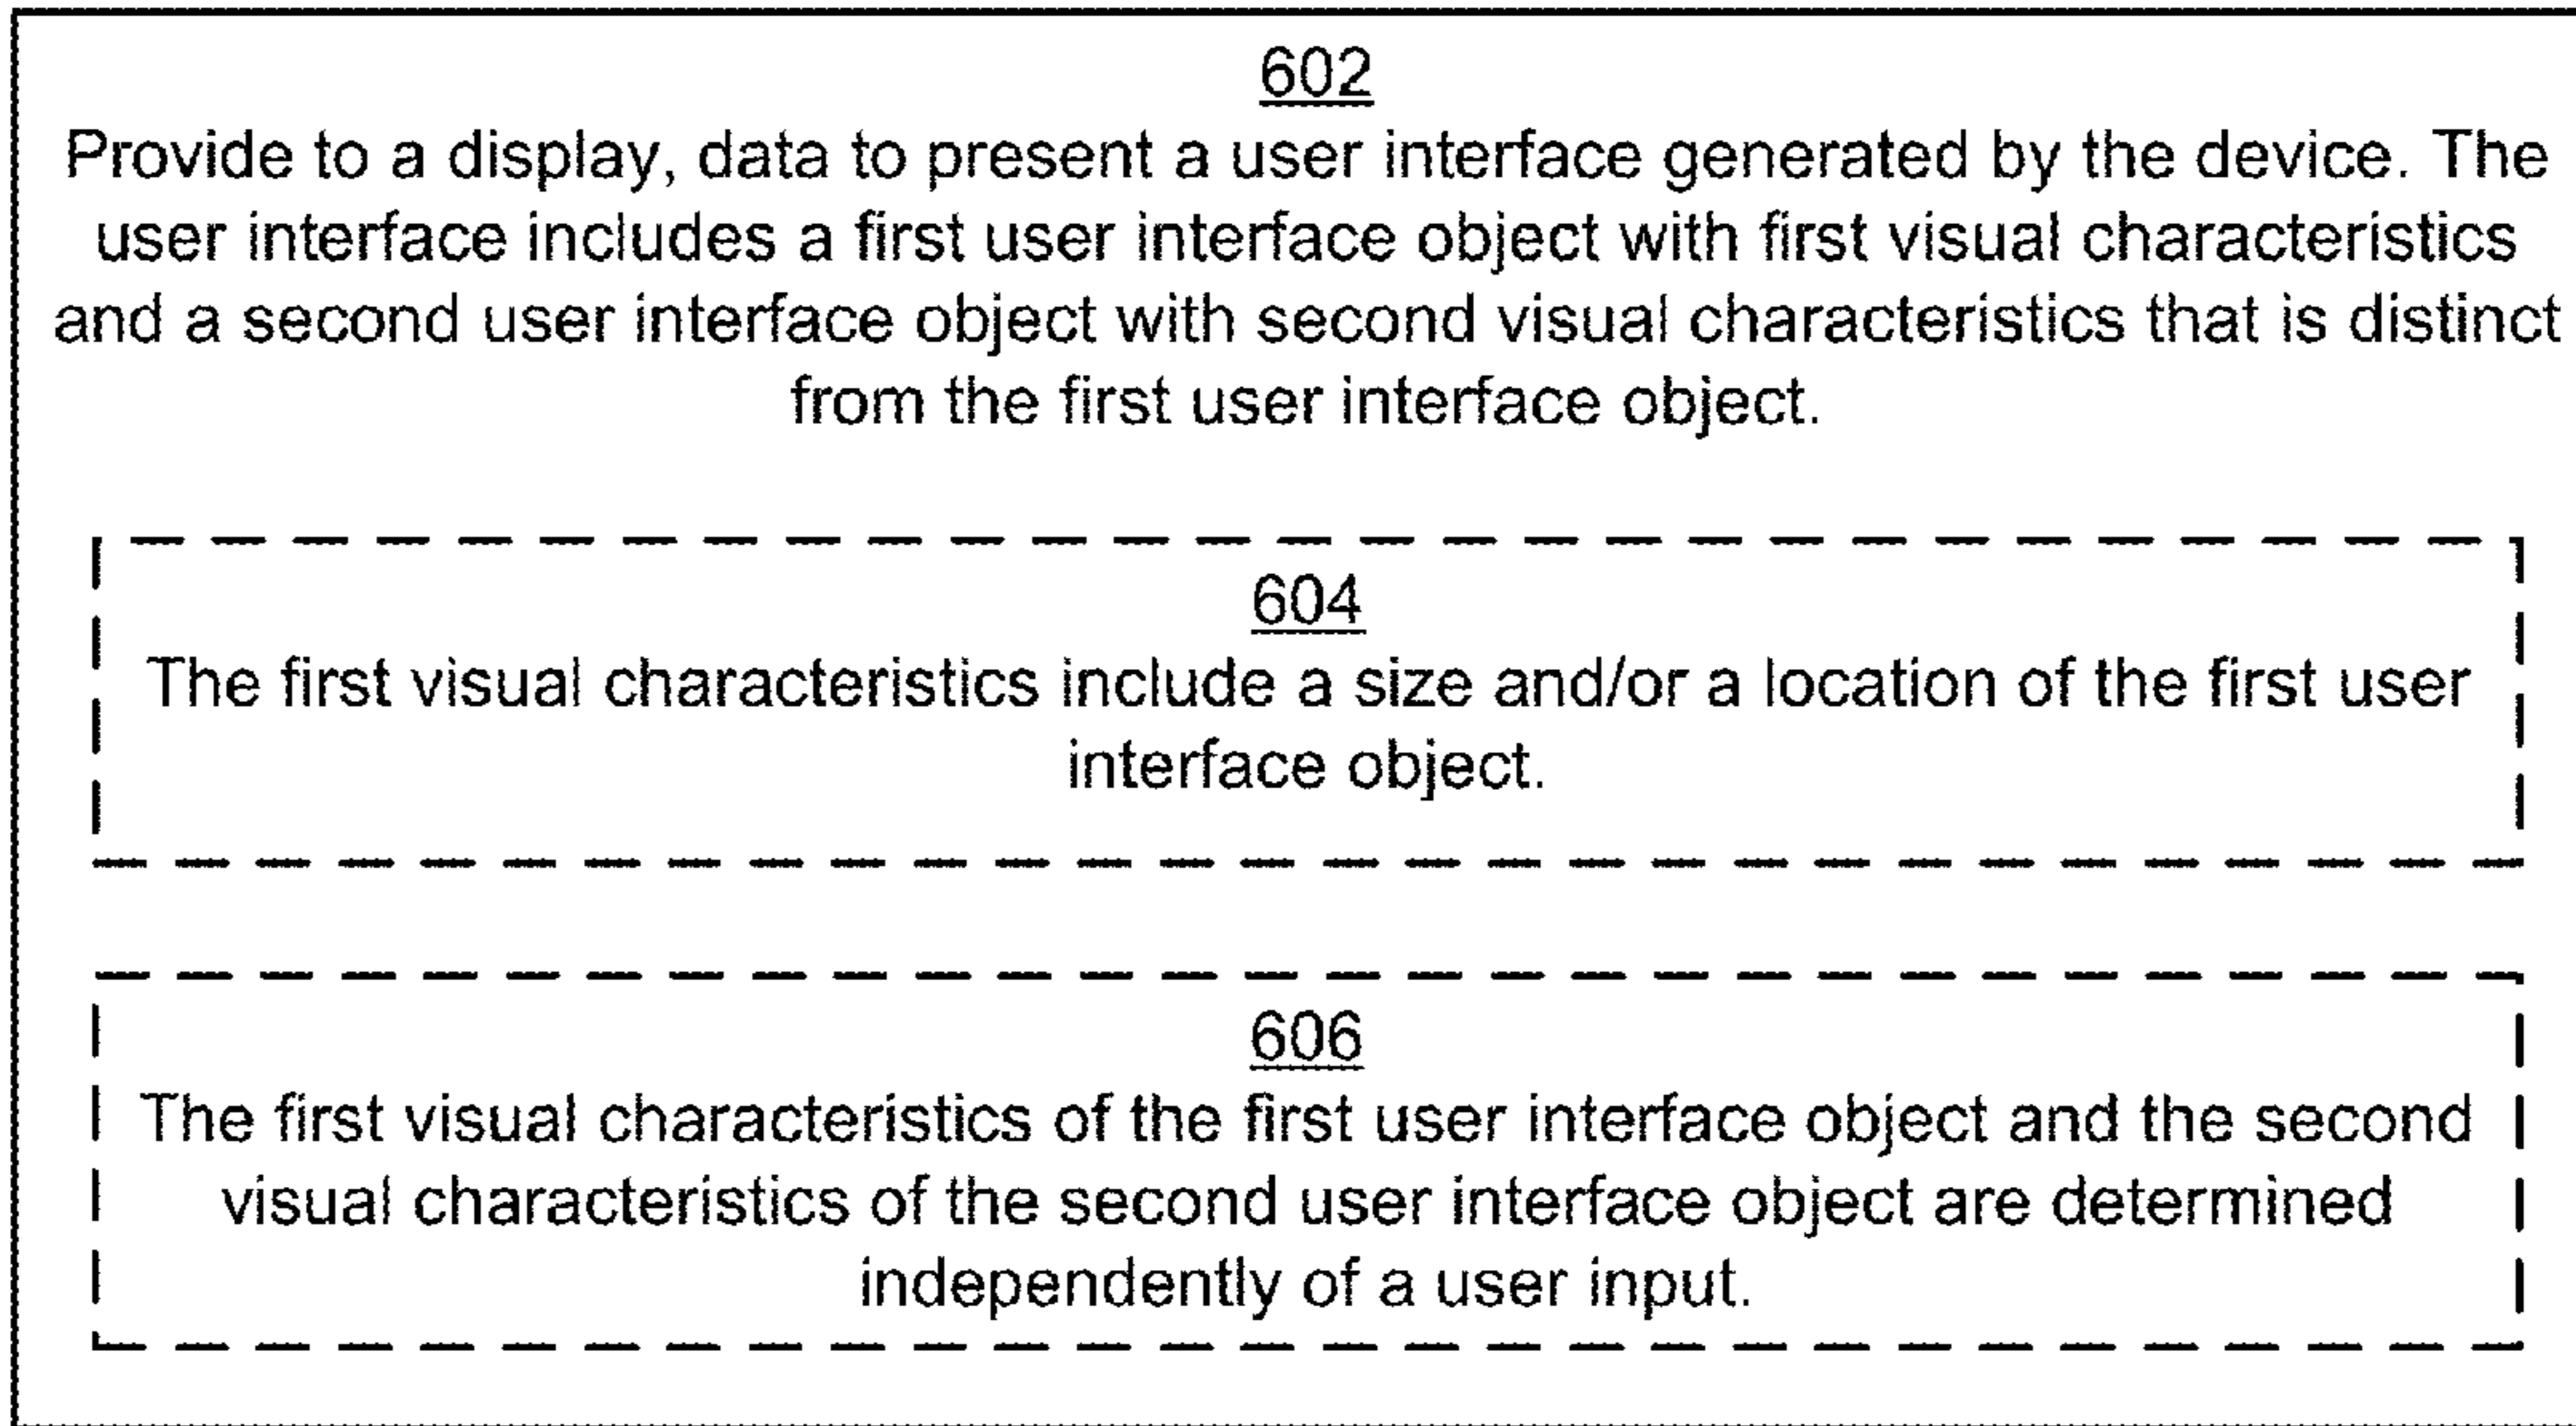 602
Provide to a display, data to present a user interface generated by the device. The
user interface includes a first user interface object with first visual characteristics
and a second user interface object with second visual characteristics that is distinct
from the first user interface object.
604
The first visual characteristics include a size and/or a location of the first user
interface object.
606
The first visual characteristics of the first user interface object and the second
visual characteristics of the second user interface object are determined
independently of a user input.